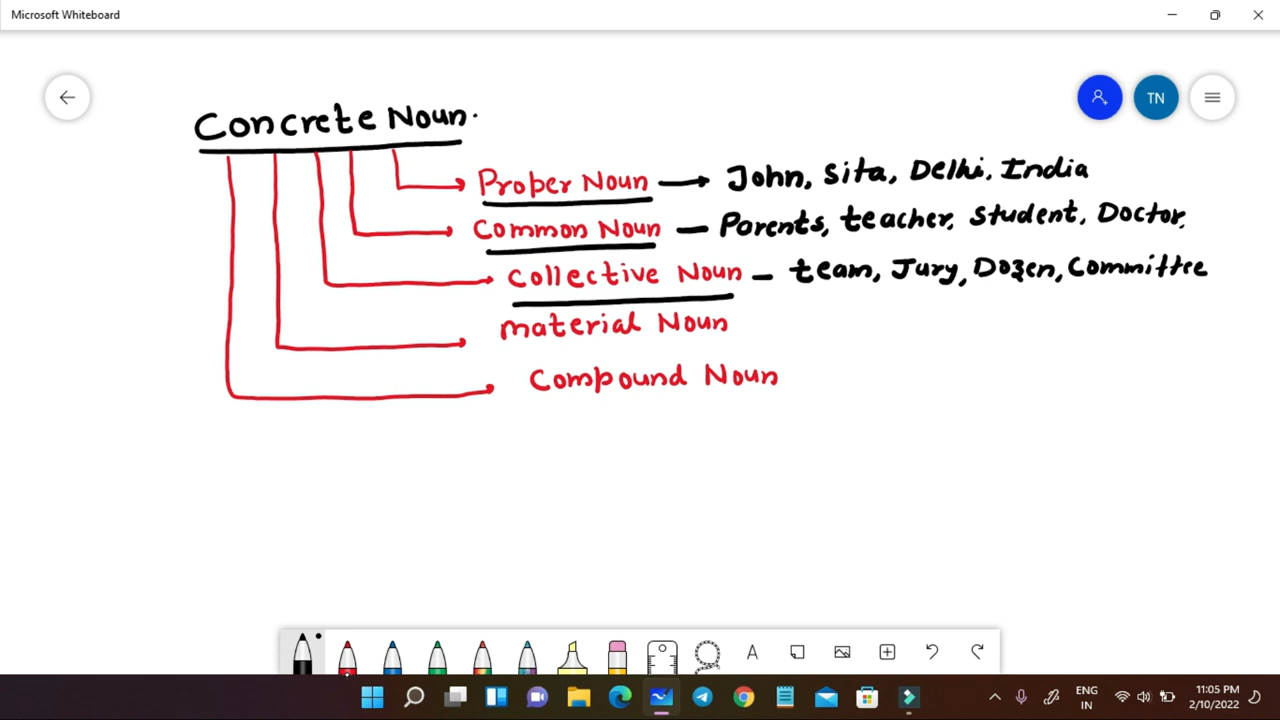 Microsoft Whiteboard
TN
Concrete Noun.
Proper Noun → John, Sita, Delhi, India
Common Noun – Parents, teacher, Student, Doctor,
Collective Noun – team, Jury, Dozen, Committee
material Noun
Compound Noun
A
ENG
IN
11:05 PM
2/10/2022